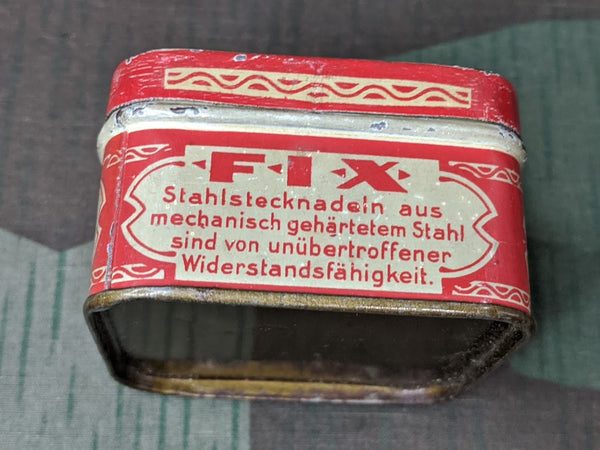 FIX
Stahlstecknadeln aus
mechanisch gehärtetem Stahl
sind von unübertroffener
Widerstandsfähigkeit.